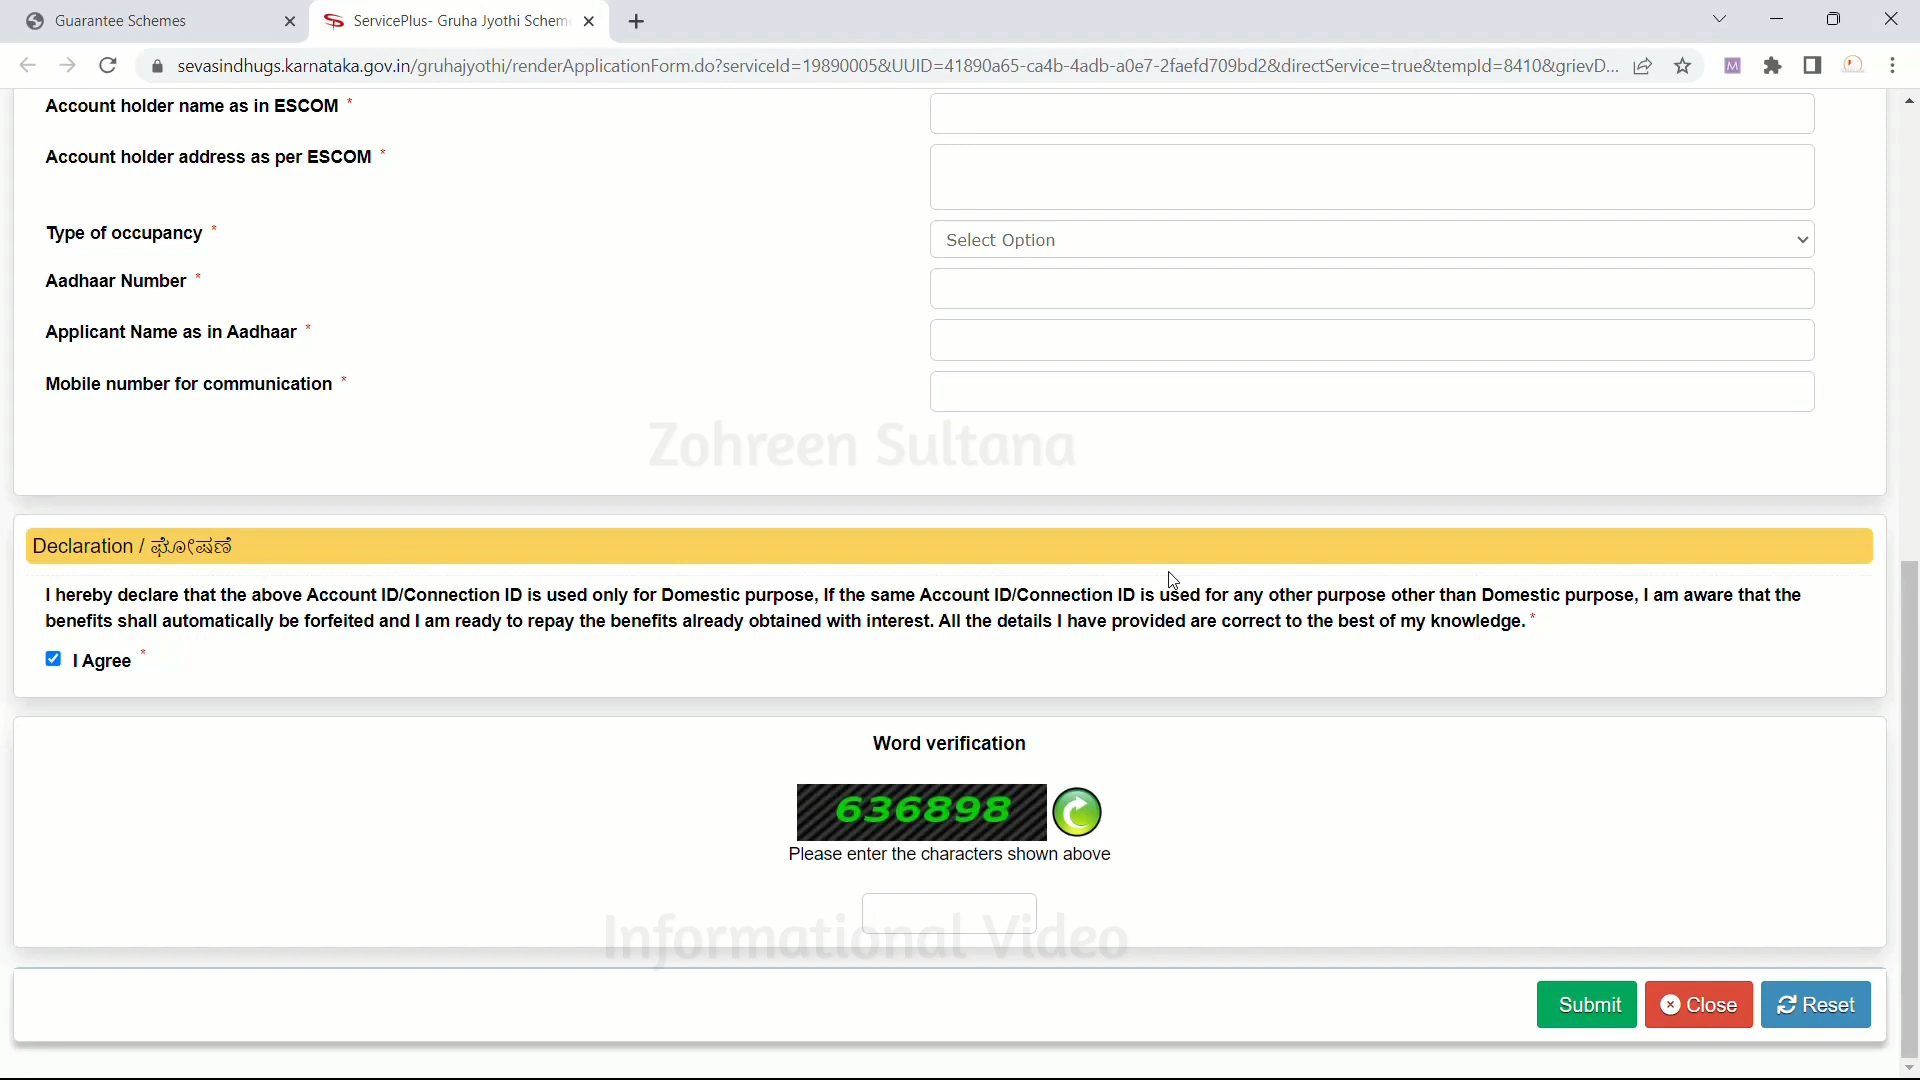 Guarantee Schemes
ServicePlus- Gruha Jyothi Schem
sevasindhugs.karnataka.gov.in/gruhajyothi/renderApplicationForm.do?serviceId=19890005&UUID=41890a65-ca4b-4adb-a0e7-2faefd709bd2&directService=true&tempId=8410&grievD...
M
Account holder name as in ESCOM *
Account holder address as per ESCOM *
Type of occupancy *
Select Option
Aadhaar Number *
Applicant Name as in Aadhaar *
Mobile number for communication *
Zohreen Sultana
Declaration / ಘೋಷಣೆ
I hereby declare that the above Account ID/Connection ID is used only for Domestic purpose, If the same Account ID/Connection ID is used for any other purpose other than Domestic purpose, I am aware that the
benefits shall automatically be forfeited and I am ready to repay the benefits already obtained with interest. All the details I have provided are correct to the best of my knowledge. *
I Agree *
Word verification
636898
Please enter the characters shown above
Informational Video
Submit
Close
Reset